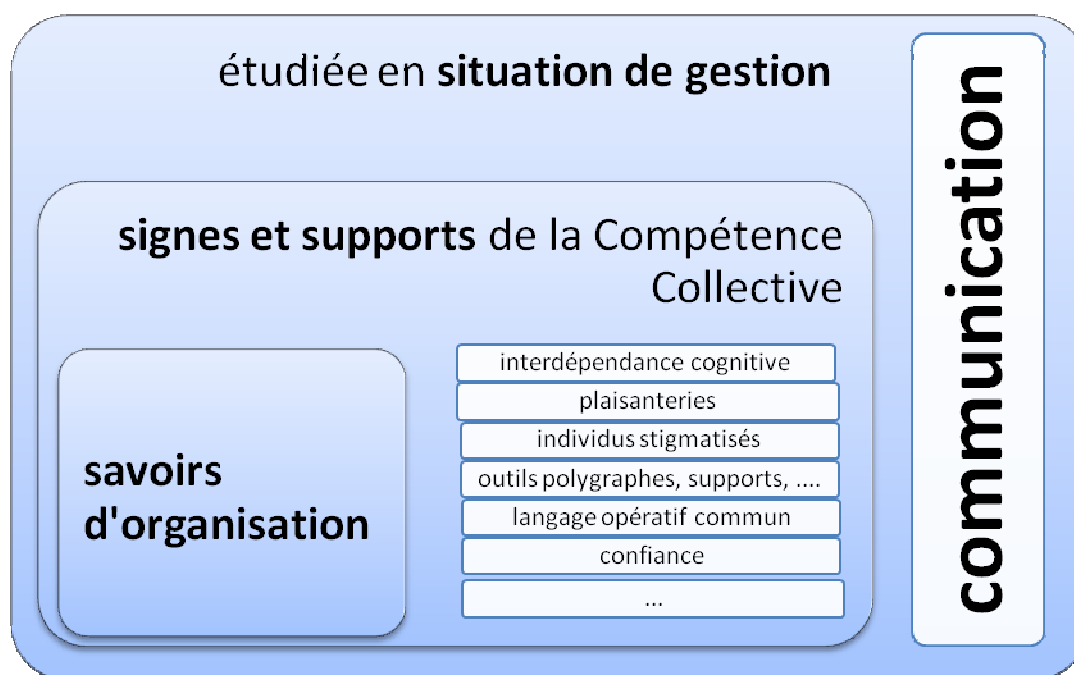 étudiée en situation de gestion
signes et supports de la Compétence
Collective
savoirs
d'organisation
interdépendance cognitive
plaisanteries
individus stigmatisés
outils polygraphes, supports, ....
langage opératif commun
confiance
...
communication